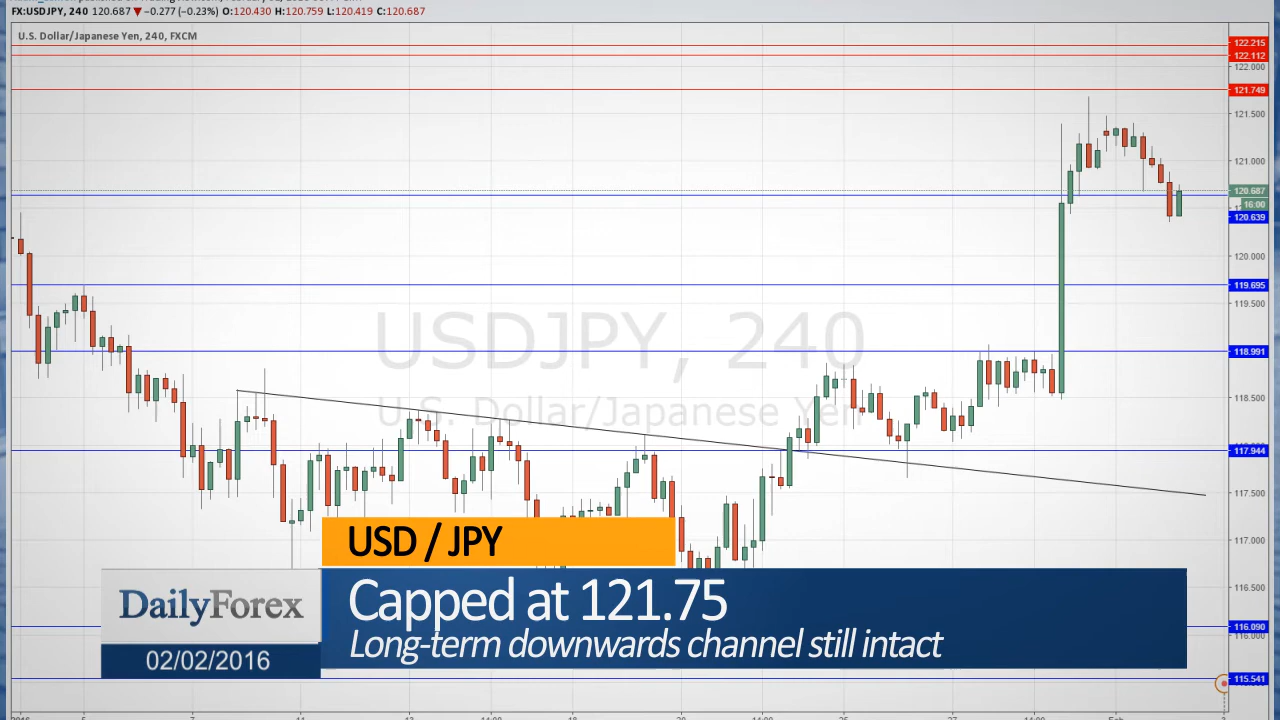 FX:USDJPY, 240 120.687 ▼ −0.277 (−0.23%) O:120.430 H:120.759 L:120.419 C:120.687
U.S. Dollar/Japanese Yen, 240, FXCM
122.215
122.112
122.000
121.749
121.500
121.000
120.687
16:00
120.639
120.000
119.695
119.500
118.991
USDJPY, 240
U.S. Dollar/Japanese Yen
118.500
117.944
117.500
117.000
116.500
116.090
116.000
115.541
USD / JPY
Capped at 121.75
Long-term downwards channel still intact
DailyForex
02/02/2016